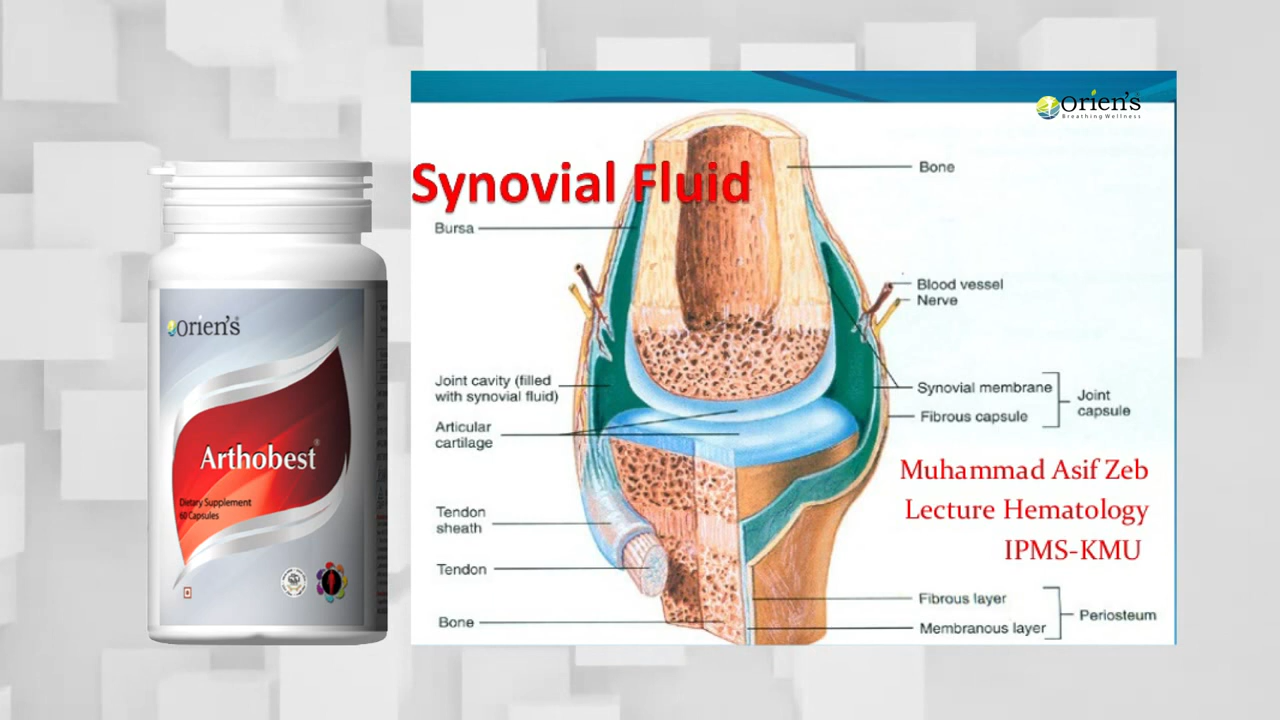 Orien's
Breathing Wellness
Synovial Fluid
Bone
Bursa
Blood vessel
Nerve
Joint cavity (filled
with synovial fluid)
Synovial membrane
Fibrous capsule
Joint
capsule
Articular
cartilage
Muhammad Asif Zeb
Lecture Hematology
IPMS-KMU
Tendon
sheath
Tendon
Bone
Fibrous layer
Membranous layer
Periosteum
Orien's
Arthobest
Dietary Supplement
60 Capsules